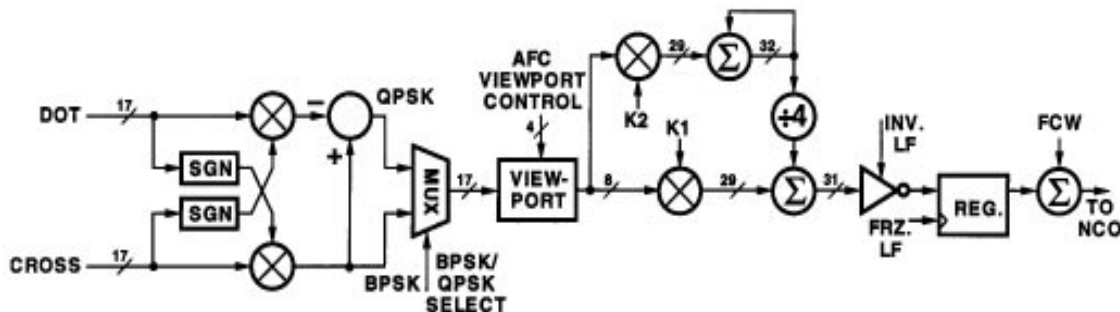 DOT
17
SGN
SGN
CROSS
17
−
+
QPSK
BPSK
MUX
BPSK/
QPSK
SELECT
17
AFC
VIEWPORT
CONTROL
4
VIEW-
PORT
8
K2
29
Σ
32
÷4
K1
29
Σ
31
INV.
LF
FRZ.
LF
REG.
FCW
Σ
TO
NCO